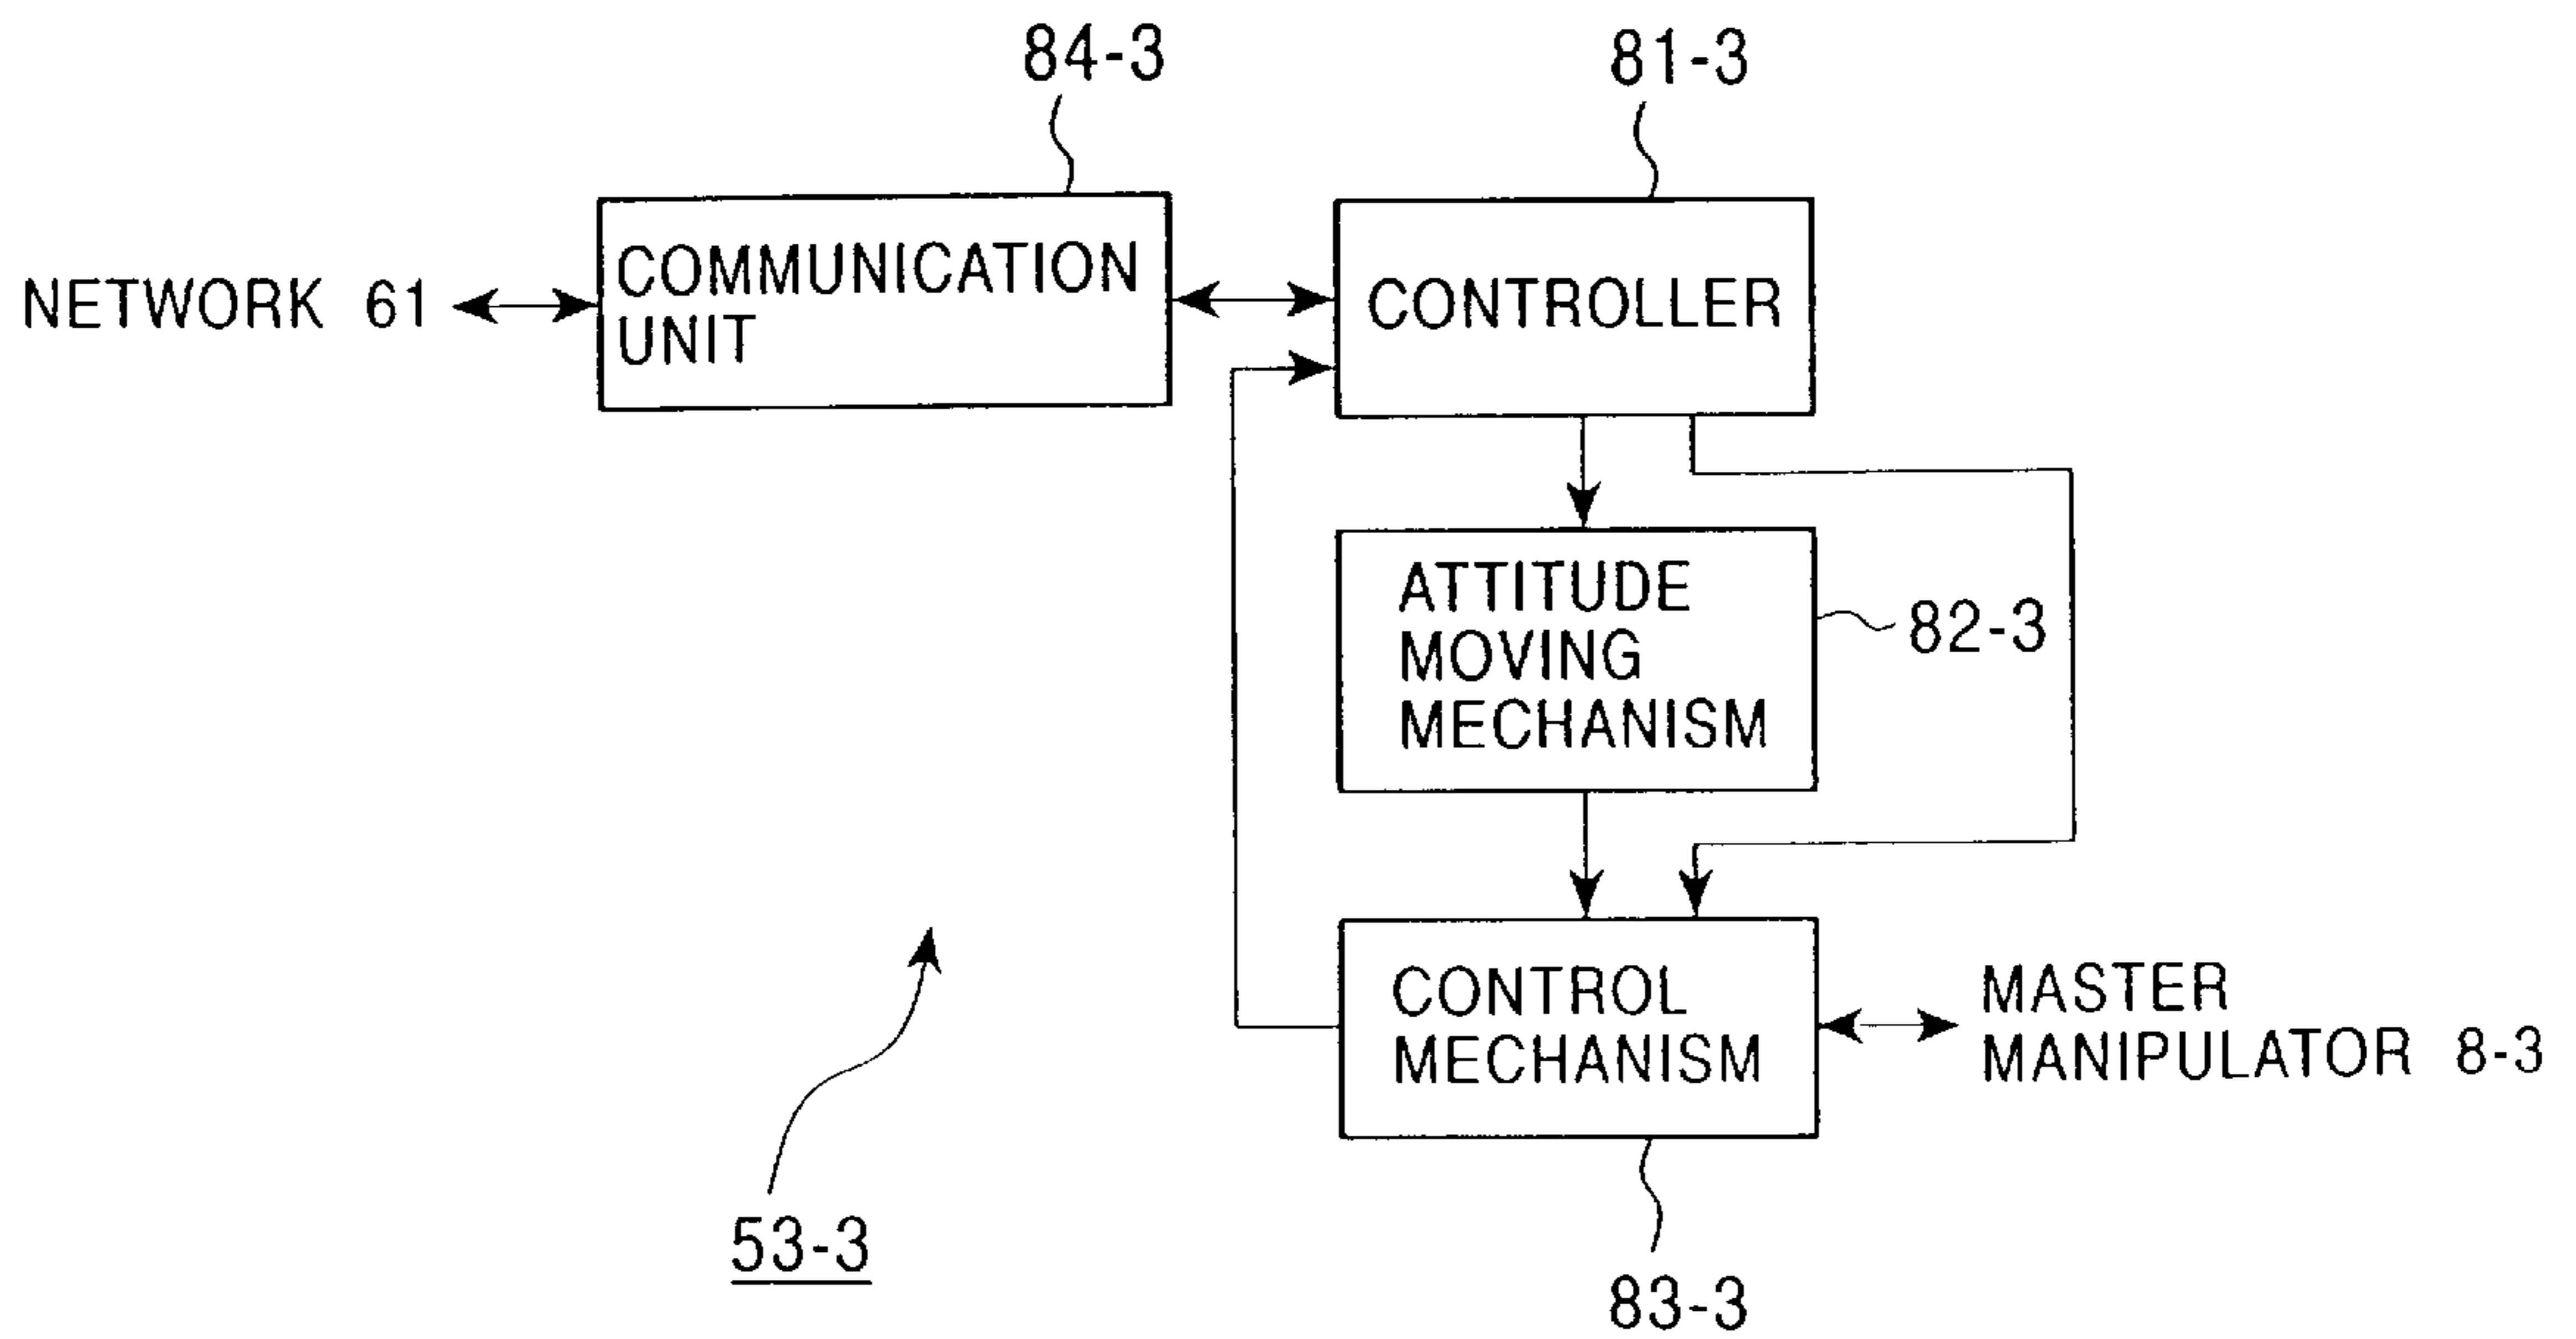 84-3
81-3
NETWORK 61
COMMUNICATION
UNIT
CONTROLLER
ATTITUDE
MOVING
MECHANISM
82-3
CONTROL
MECHANISM
MASTER
MANIPULATOR 8-3
53-3
83-3